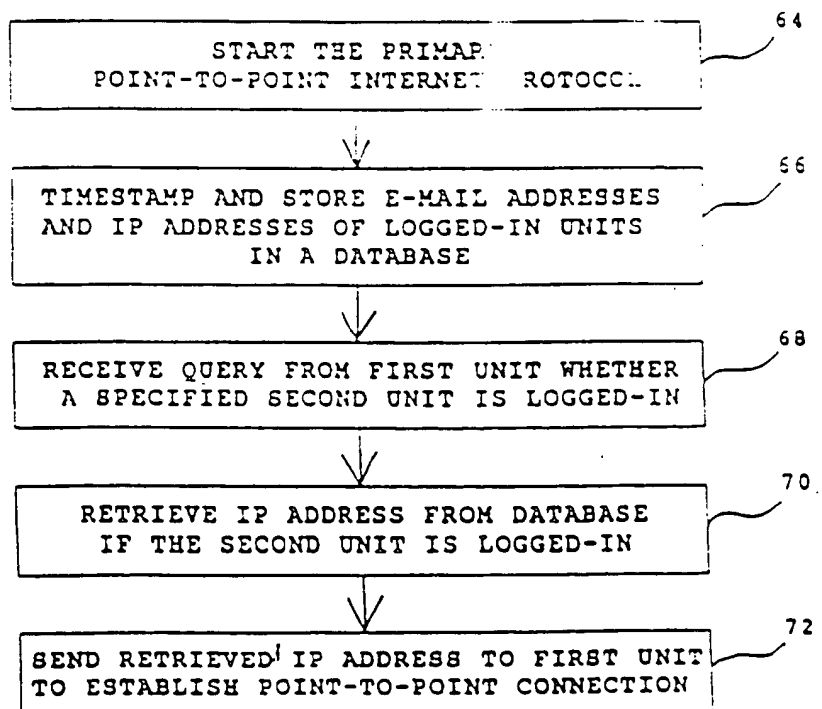 64
START THE PRIMAR
POINT-TO-POINT INTERNET ROTOCOL
66
TIMESTAMP AND STORE E-MAIL ADDRESSES
AND IP ADDRESSES OF LOGGED-IN UNITS
IN A DATABASE
68
RECEIVE QUERY FROM FIRST UNIT WHETHER
A SPECIFIED SECOND UNIT IS LOGGED-IN
70
RETRIEVE IP ADDRESS FROM DATABASE
IF THE SECOND UNIT IS LOGGED-IN
72
SEND RETRIEVED IP ADDRESS TO FIRST UNIT
TO ESTABLISH POINT-TO-POINT CONNECTION